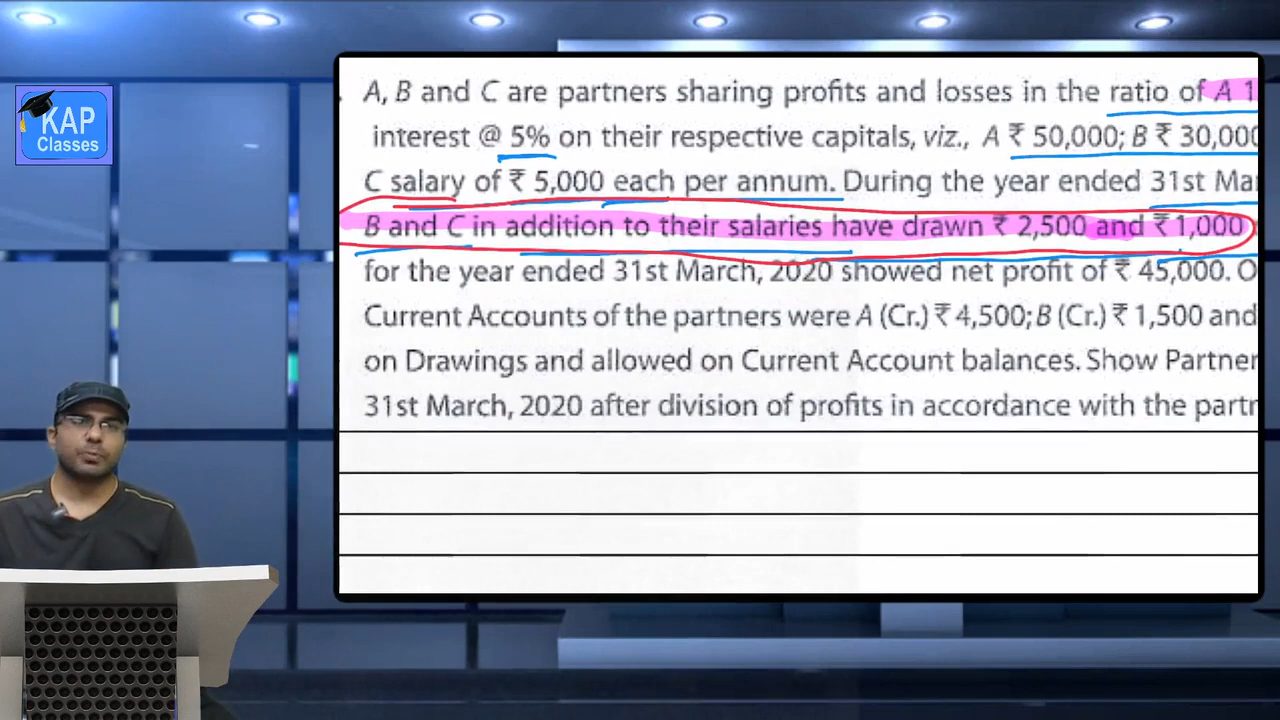 KAP
Classes
A, B and C are partners sharing profits and losses in the ratio of A 1
interest @ 5% on their respective capitals, viz., A ₹ 50,000; B ₹ 30,000
C salary of ₹ 5,000 each per annum. During the year ended 31st Mar
B and C in addition to their salaries have drawn ₹ 2,500 and ₹ 1,000
for the year ended 31st March, 2020 showed net profit of ₹ 45,000. O
Current Accounts of the partners were A (Cr.) ₹ 4,500; B (Cr.) ₹ 1,500 and
on Drawings and allowed on Current Account balances. Show Partner
31st March, 2020 after division of profits in accordance with the partr